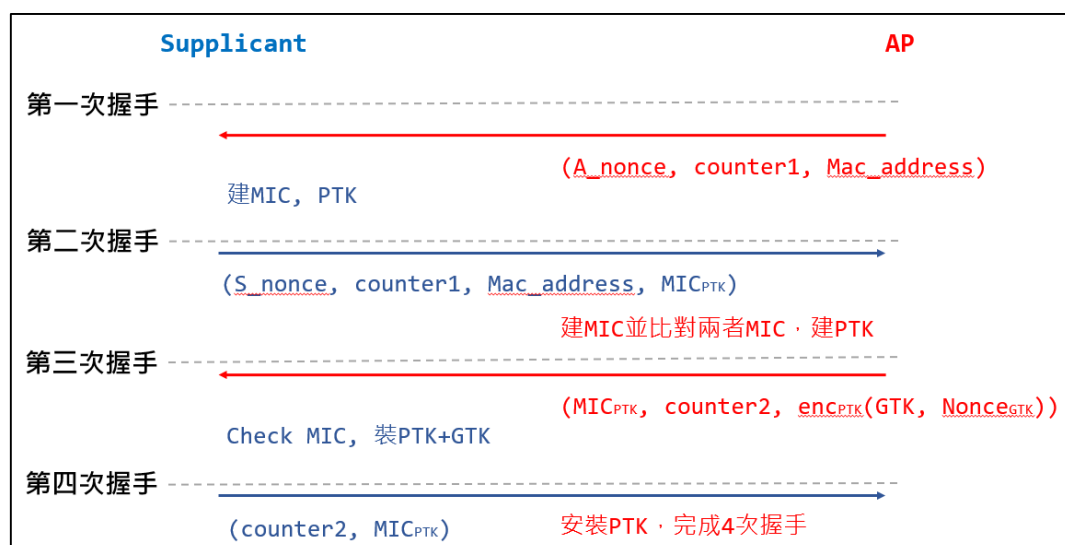 Supplicant AP
第一次握手
(A_nonce, counter1, Mac_address)
建MIC, PTK
第二次握手
(S_nonce, counter1, Mac_address, MICPTK)
建MIC並比對兩者MIC，建PTK
第三次握手
(MICPTK, counter2, encPTK(GTK, NonceGTK))
Check MIC, 裝PTK+GTK
第四次握手
(counter2, MICPTK) 安裝PTK，完成4次握手